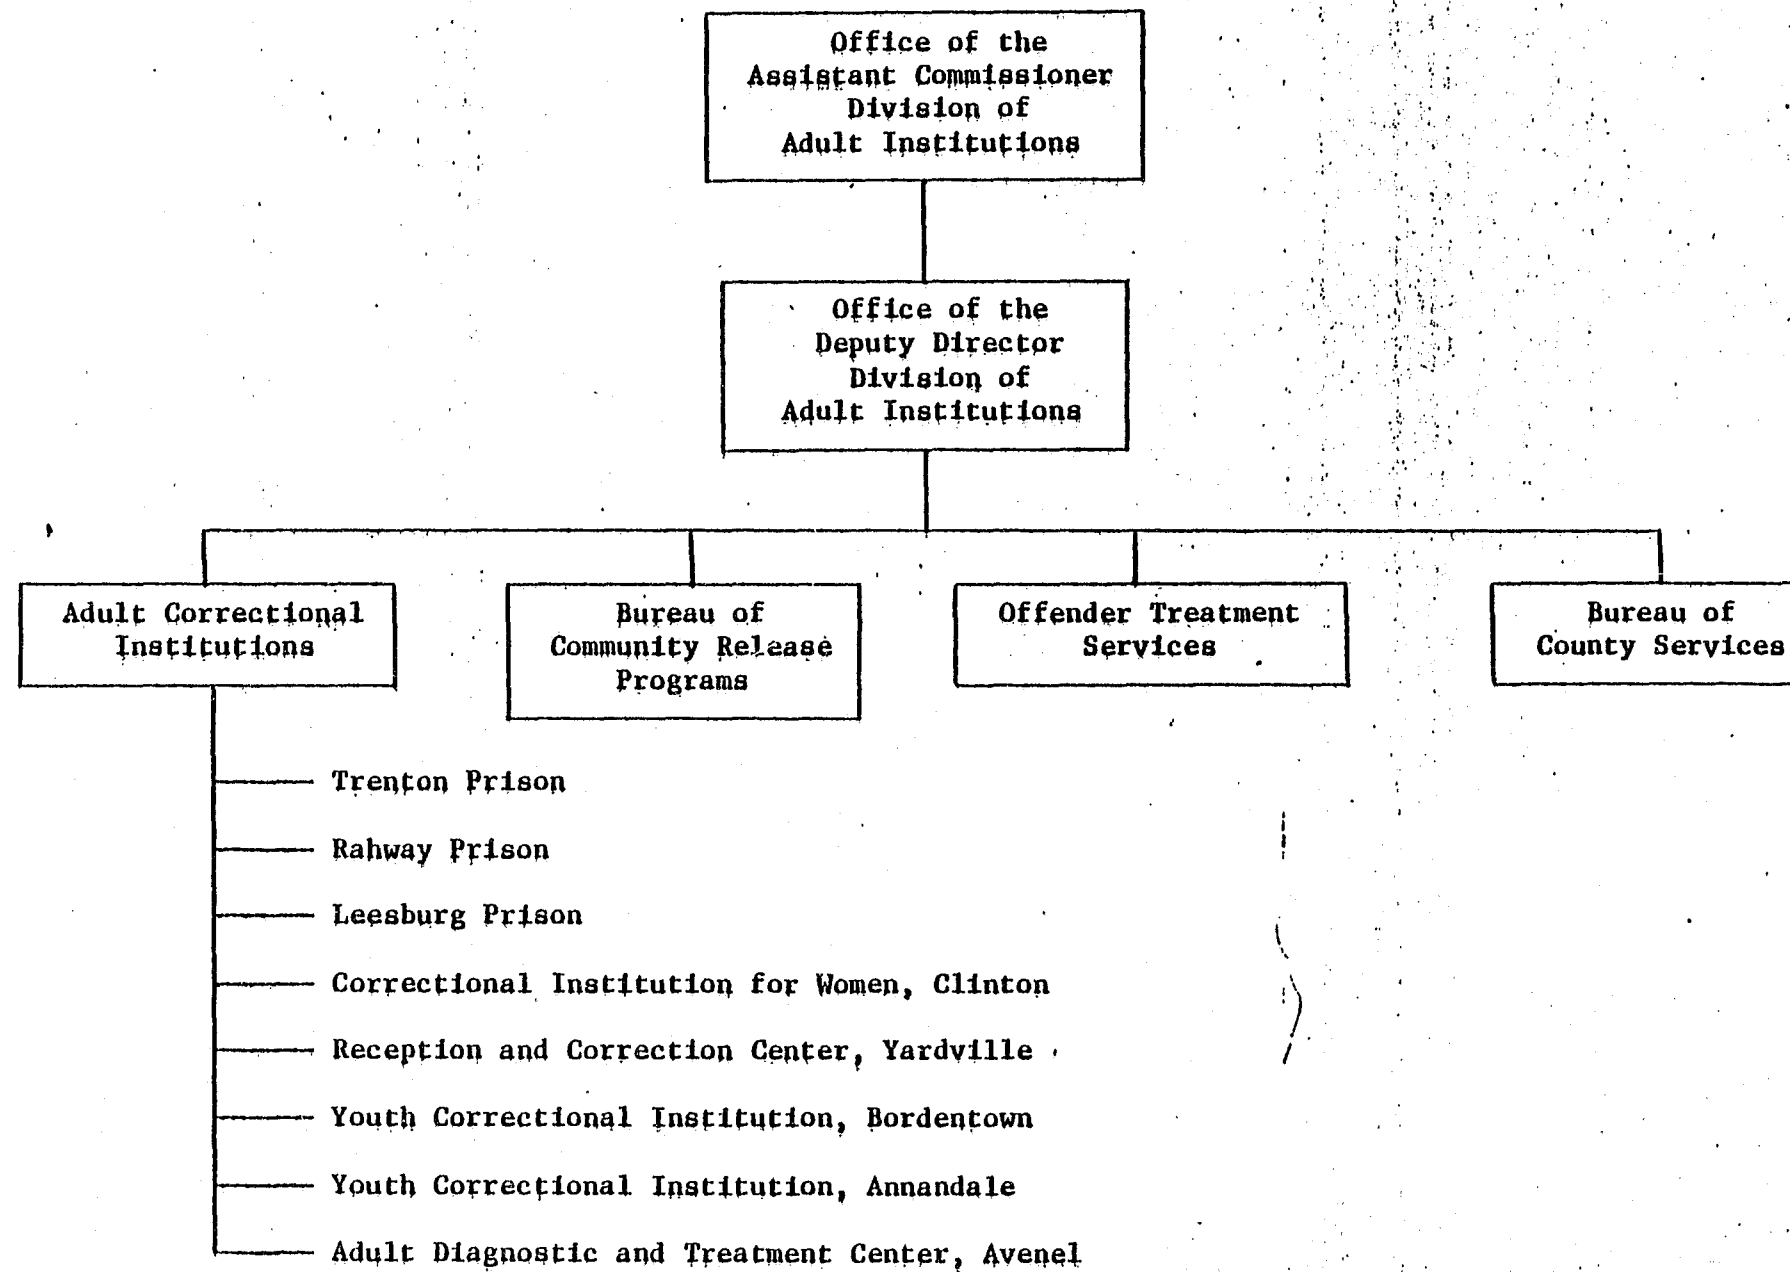 Office of the
Assistant Commissioner
Division of
Adult Institutions
Office of the
Deputy Director
Division of
Adult Institutions
Adult Correctional
Institutions
Bureau of
Community Release
Programs
Offender Treatment
Services
Bureau of
County Services
Trenton Prison
Rahway Prison
Leesburg Prison
Correctional Institution for Women, Clinton
Reception and Correction Center, Yardville
Youth Correctional Institution, Bordentown
Youth Correctional Institution, Annandale
Adult Diagnostic and Treatment Center, Avenel